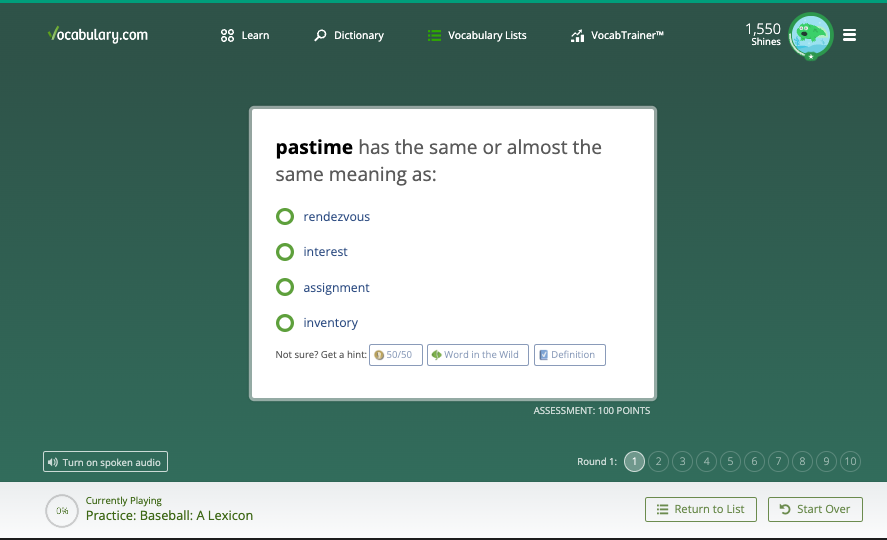 Vocabulary.com
Learn
Dictionary
Vocabulary Lists
VocabTrainer™
1,550
Shines
pastime has the same or almost the
same meaning as:
rendezvous
interest
assignment
inventory
Not sure? Get a hint: 50/50 Word in the Wild Definition
ASSESSMENT: 100 POINTS
Turn on spoken audio
Round 1: 1 2 3 4 5 6 7 8 9 10
0%
Currently Playing
Practice: Baseball: A Lexicon
Return to List
Start Over